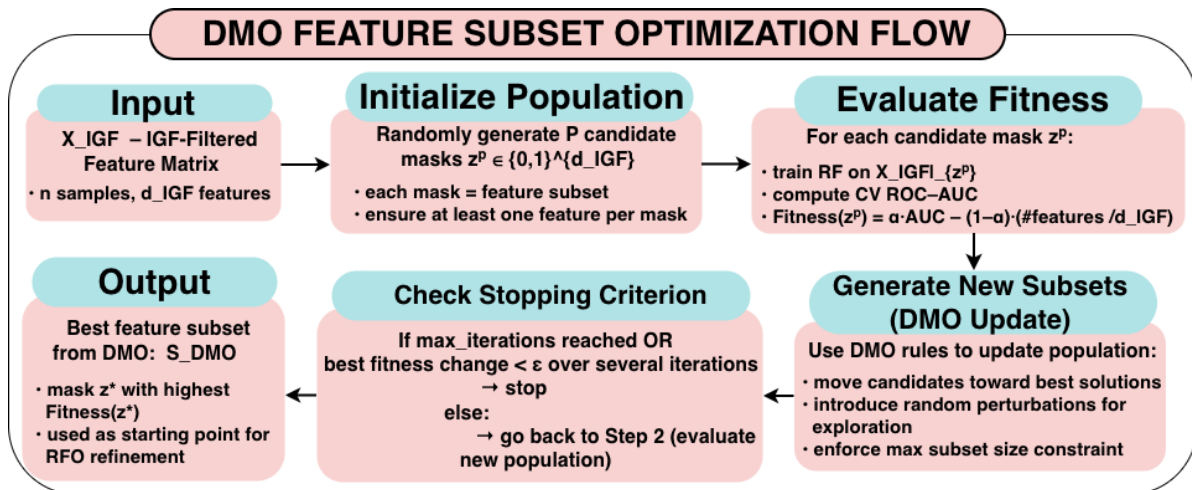 DMO FEATURE SUBSET OPTIMIZATION FLOW
Input
X_IGF – IGF-Filtered
Feature Matrix
· n samples, d_IGF features
Initialize Population
Randomly generate P candidate
masks zᵖ ∈ {0,1}^{d_IGF}
· each mask = feature subset
· ensure at least one feature per mask
Evaluate Fitness
For each candidate mask zᵖ:
· train RF on X_IGF|_{zᵖ}
· compute CV ROC–AUC
· Fitness(zᵖ) = α·AUC – (1–α)·(#features /d_IGF)
Generate New Subsets
(DMO Update)
Use DMO rules to update population:
· move candidates toward best solutions
· introduce random perturbations for
exploration
· enforce max subset size constraint
Check Stopping Criterion
If max_iterations reached OR
best fitness change < ε over several iterations
→ stop
else:
→ go back to Step 2 (evaluate
new population)
Output
Best feature subset
from DMO: S_DMO
· mask z* with highest
Fitness(z*)
· used as starting point for
RFO refinement